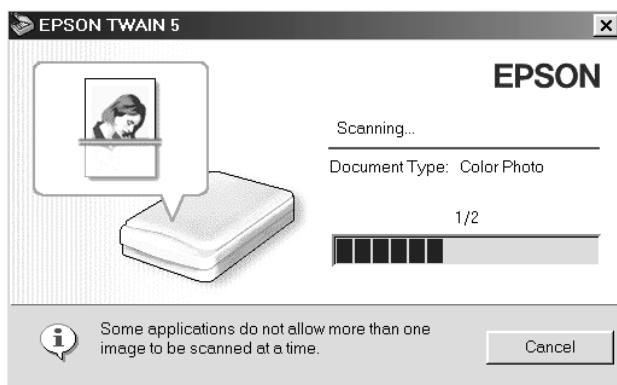 EPSON TWAIN 5
EPSON
Scanning...
Document Type: Color Photo
1/2
Some applications do not allow more than one
image to be scanned at a time.
Cancel